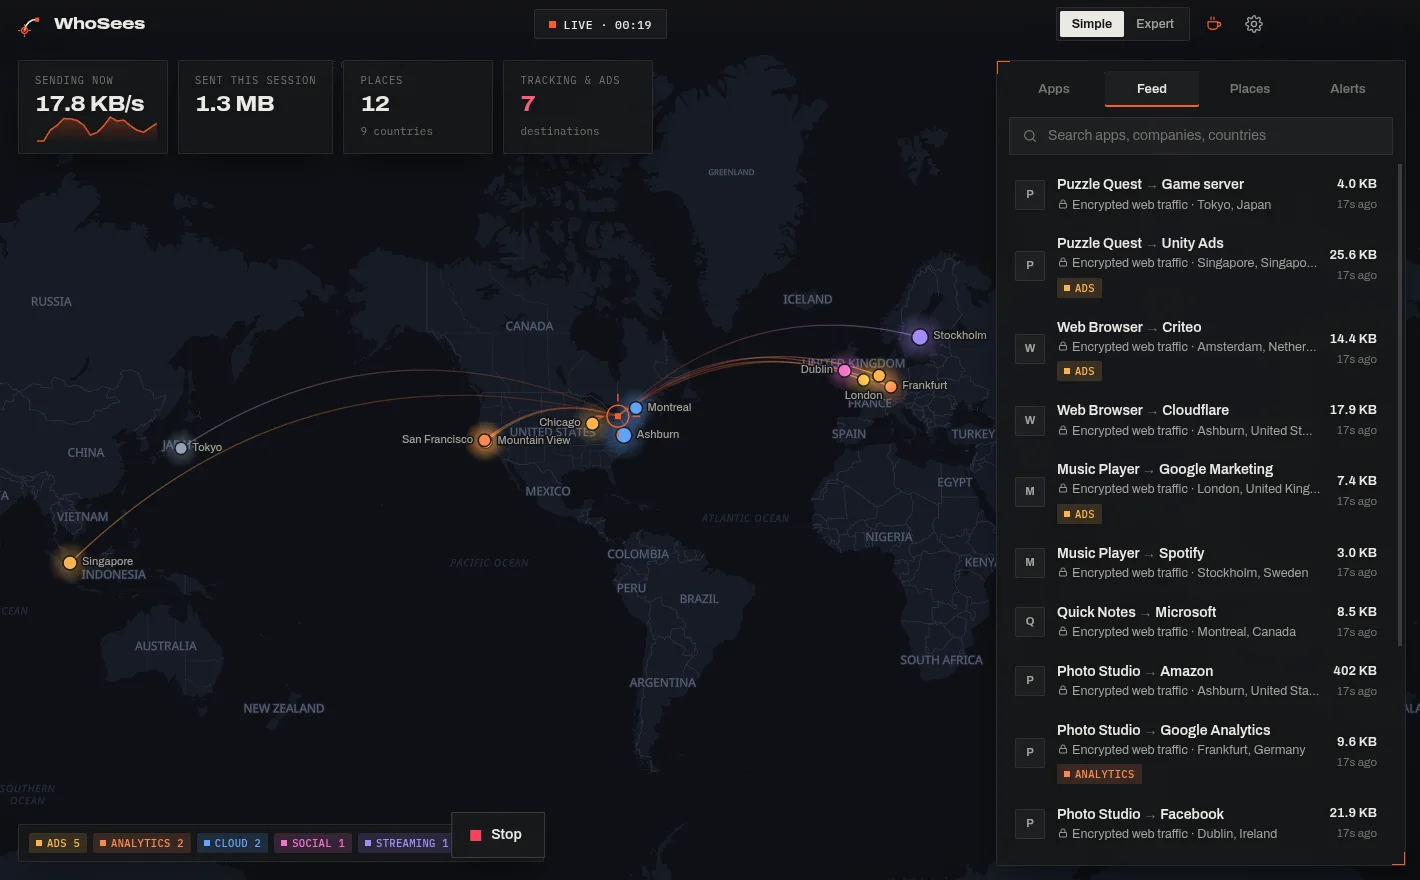 WhoSees
LIVE · 00:19
Simple
Expert
SENDING NOW
17.8 KB/s
SENT THIS SESSION
1.3 MB
PLACES
12
9 countries
TRACKING & ADS
7
destinations
Apps
Feed
Places
Alerts
Search apps, companies, countries
Puzzle Quest → Game server
4.0 KB
Encrypted web traffic · Tokyo, Japan
17s ago
P
Puzzle Quest → Unity Ads
25.6 KB
Encrypted web traffic · Singapore, Singapo...
17s ago
P
ADS
Web Browser → Criteo
14.4 KB
Encrypted web traffic · Amsterdam, Nether...
17s ago
W
ADS
Web Browser → Cloudflare
17.9 KB
Encrypted web traffic · Ashburn, United St...
17s ago
W
Music Player → Google Marketing
7.4 KB
Encrypted web traffic · London, United King...
17s ago
M
ADS
Music Player → Spotify
3.0 KB
Encrypted web traffic · Stockholm, Sweden
17s ago
M
Quick Notes → Microsoft
8.5 KB
Encrypted web traffic · Montreal, Canada
17s ago
Q
Photo Studio → Amazon
402 KB
Encrypted web traffic · Ashburn, United Sta...
17s ago
P
Photo Studio → Google Analytics
9.6 KB
Encrypted web traffic · Frankfurt, Germany
17s ago
P
ANALYTICS
Photo Studio → Facebook
21.9 KB
Encrypted web traffic · Dublin, Ireland
17s ago
P
GREENLAND
RUSSIA
ICELAND
CANADA
Stockholm
UNITED KINGDOM
Dublin
Frankfurt
London
FRANCE
Montreal
Chicago
UNITED STATES
Ashburn
San Francisco
Mountain View
SPAIN
TURKEY
Tokyo
CHINA
EGYPT
MEXICO
VIETNAM
ATLANTIC OCEAN
NIGERIA
COLOMBIA
PACIFIC OCEAN
KENYA
Singapore
INDONESIA
PERU
BRAZIL
AUSTRALIA
SOUTH AFRICA
ARGENTINA
NEW ZEALAND
SOUTHERN
OCEAN
ADS 5
ANALYTICS 2
CLOUD 2
SOCIAL 1
STREAMING 1
Stop